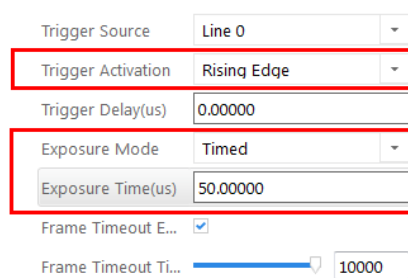 Trigger Source Line 0
Trigger Activation Rising Edge
Trigger Delay(us) 0.00000
Exposure Mode Timed
Exposure Time(us) 50.00000
Frame Timeout E...
Frame Timeout Ti... 10000